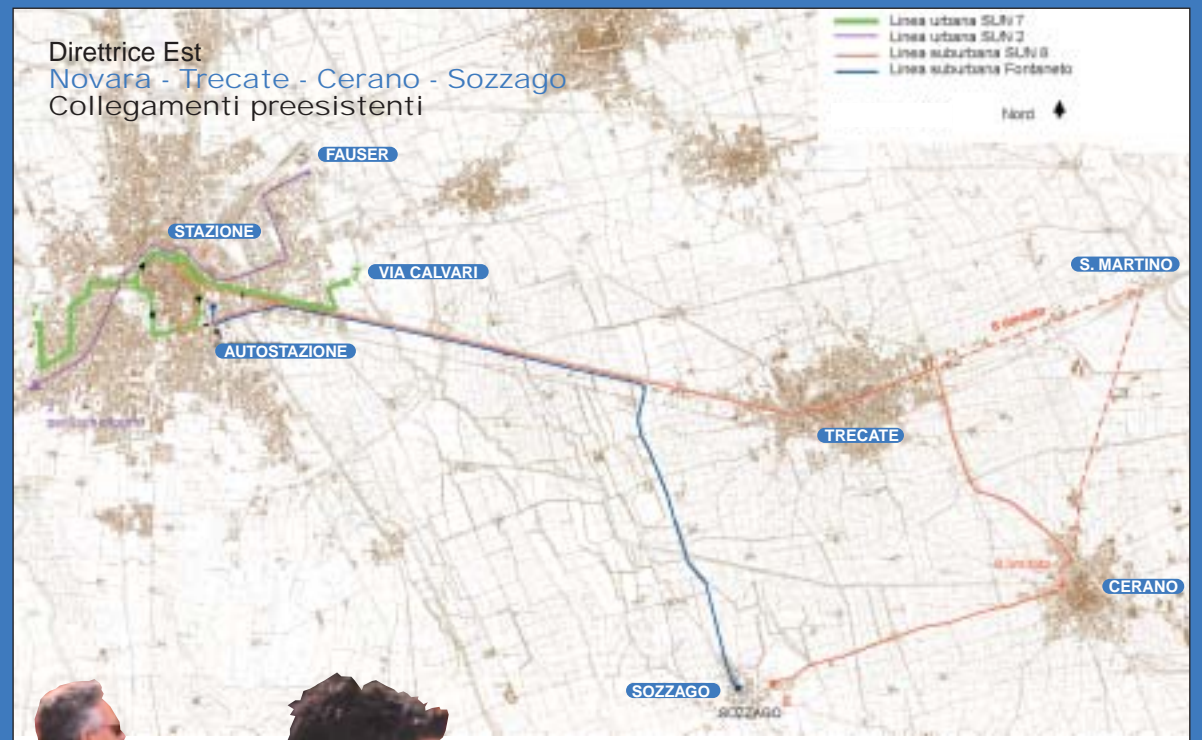 Direttrice Est
Novara - Trecate - Cerano - Sozzago
Collegamenti preesistenti
Linea urbana SUN 7
Linea urbana SUN 2
Linea suburbana SUN 8
Linea suburbana Fontaneto
Nord
FAUSER
STAZIONE
VIA CALVARI
S. MARTINO
AUTOSTAZIONE
TRECATE
CERANO
SOZZAGO
SOZZAGO